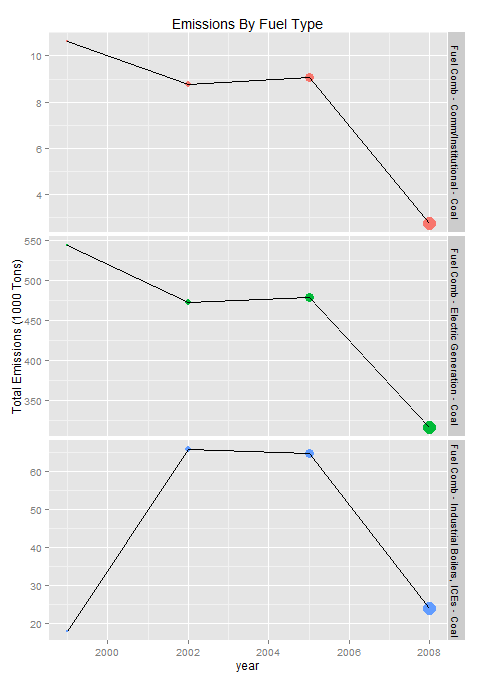 Emissions By Fuel Type
Total Emissions (1000 Tons)
10
8
6
4
Fuel Comb - Comm/Institutional - Coal
550
500
450
400
350
Fuel Comb - Electric Generation - Coal
60
50
40
30
20
Fuel Comb - Industrial Boilers, ICEs - Coal
2000 2002 2004 2006 2008
year